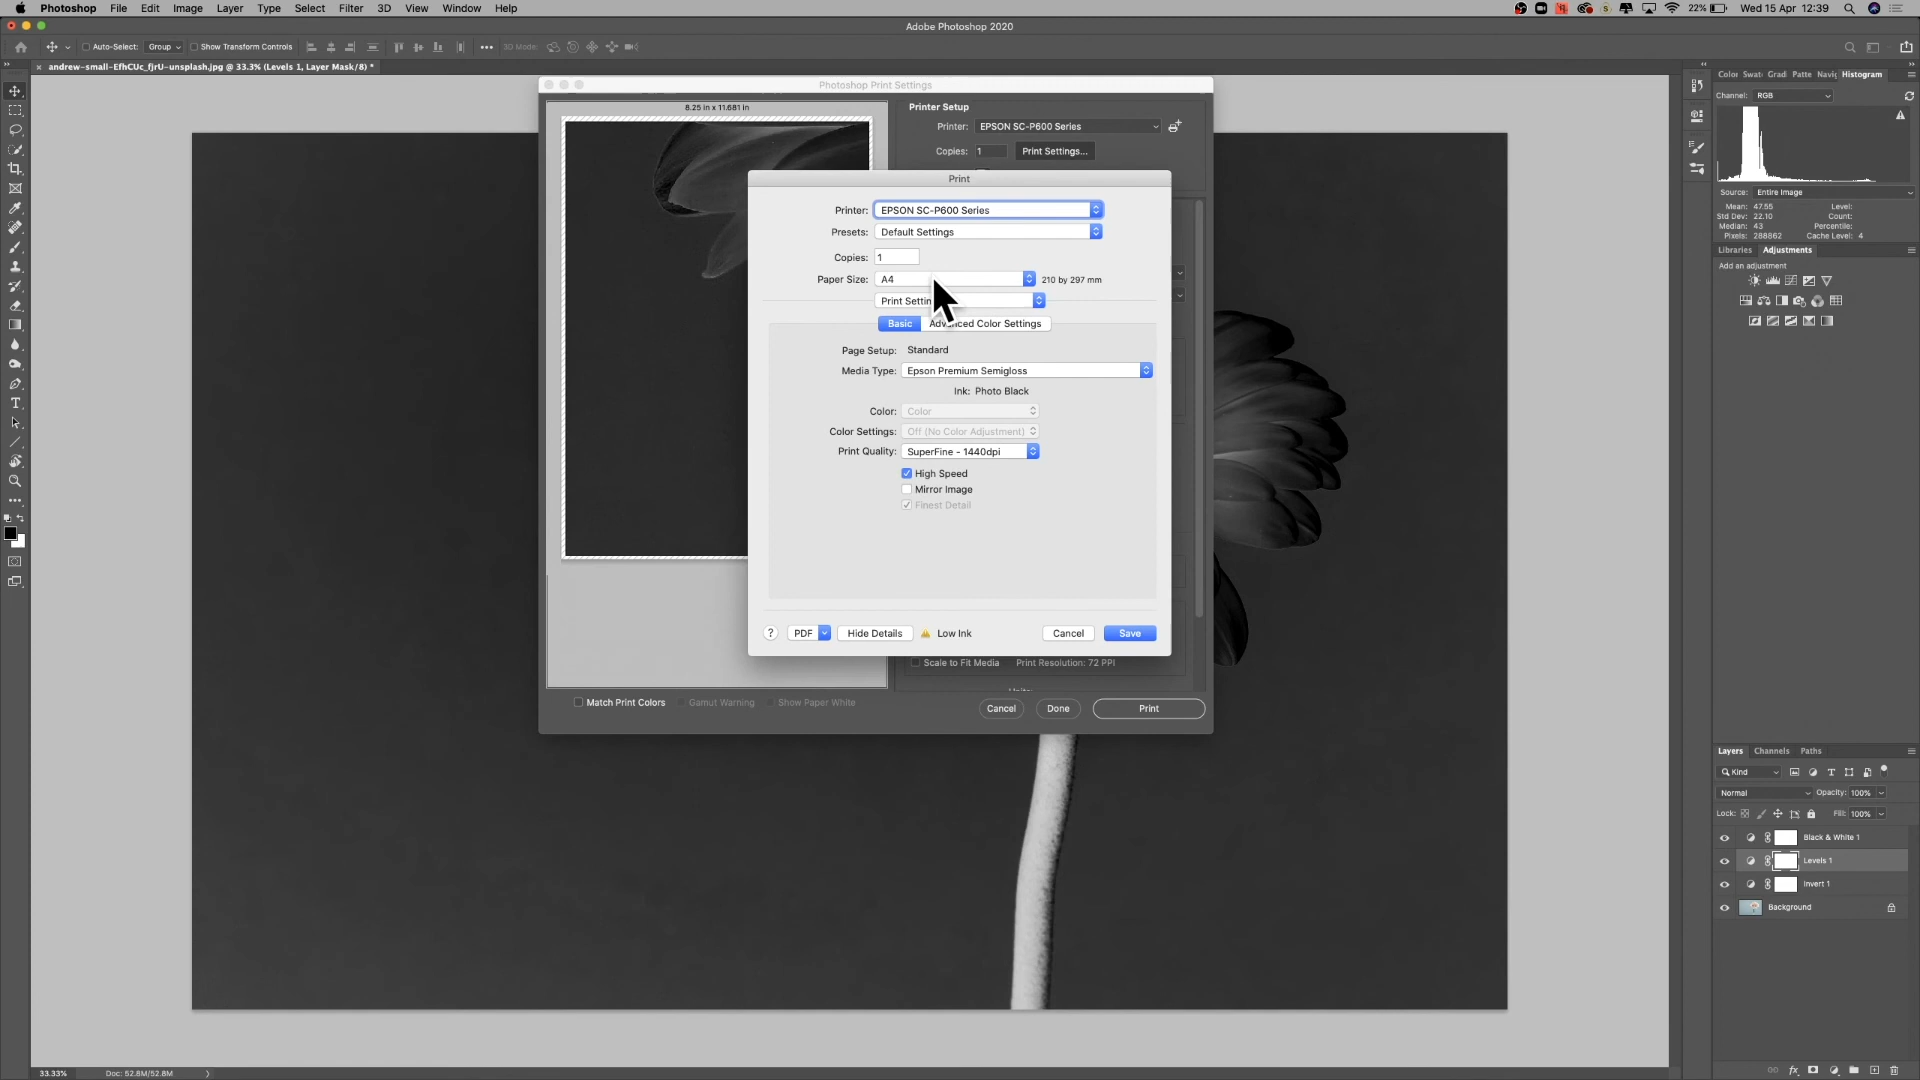 Photoshop File Edit Image Layer Type Select Filter 3D View Window Help
22% Wed 15 Apr 12:39
Adobe Photoshop 2020
Auto-Select: Group Show Transform Controls 3D Mode:
andrew-small-EfhCUc_fjrU-unsplash.jpg @ 33.3% (Levels 1, Layer Mask/8) *
Photoshop Print Settings
8.25 in x 11.681 in
Printer Setup
Printer: EPSON SC-P600 Series
Copies: 1 Print Settings...
Print
Printer: EPSON SC-P600 Series
Presets: Default Settings
Copies: 1
Paper Size: A4 210 by 297 mm
Print Settin
Basic Advanced Color Settings
Page Setup: Standard
Media Type: Epson Premium Semigloss
Ink: Photo Black
Color: Color
Color Settings: Off (No Color Adjustment)
Print Quality: SuperFine - 1440dpi
High Speed
Mirror Image
Finest Detail
? PDF Hide Details Low Ink Cancel Save
Scale to Fit Media Print Resolution: 72 PPI
Match Print Colors Gamut Warning Show Paper White
Cancel Done Print
Color Swatc Gradi Patte Navig Histogram
Channel: RGB
Source: Entire Image
Mean: 47.55 Level:
Std Dev: 22.10 Count:
Median: 43 Percentile:
Pixels: 288862 Cache Level: 4
Libraries Adjustments
Add an adjustment
Layers Channels Paths
Kind
Normal Opacity: 100%
Lock: Fill: 100%
Black & White 1
Levels 1
Invert 1
Background
33.33% Doc: 52.8M/52.8M